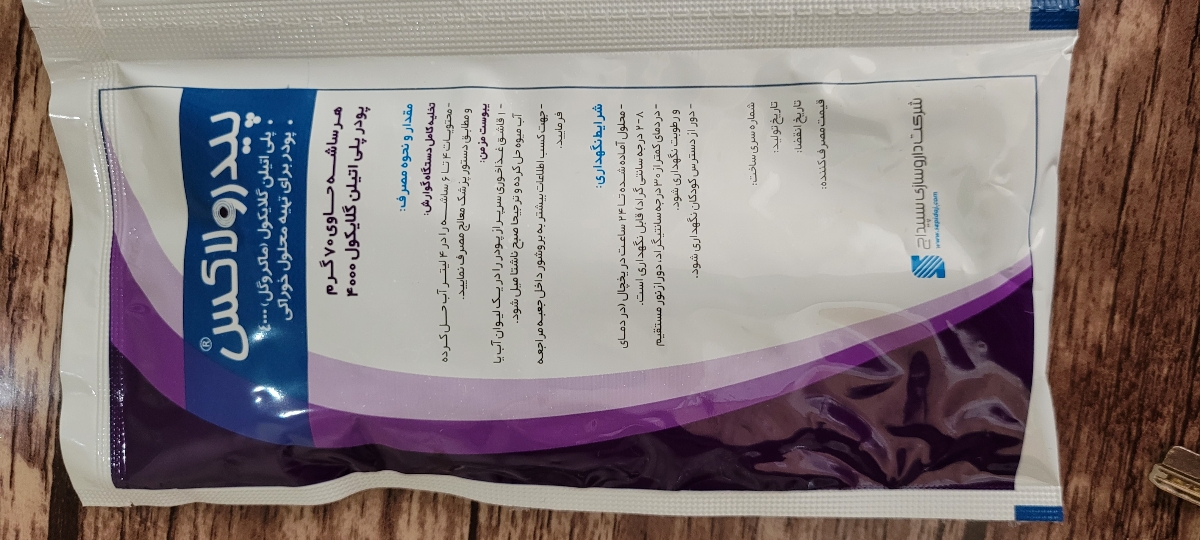 پیدرولاکس®
• پلی اتیلن گلایکول (ماکروگل) ۴۰۰۰
• پودر برای تهیه محلول خوراکی
هر ساشه حاوی ۷۰ گرم
پودر پلی اتیلن گلایکول ۴۰۰۰
مقدار و نحوه مصرف:
تخلیه کامل دستگاه گوارش:
- محتویات ۴ تا ۶ ساشه را در ۴ لیتر آب حل کرده
و مطابق دستور پزشک معالج مصرف نمایید.
یبوست مزمن:
- ۱ قاشق غذاخوری سرپر از پودر را در یک لیوان آب یا
آب میوه حل کرده و ترجیحا صبح ناشتا میل شود.
- جهت کسب اطلاعات بیشتر به بروشور داخل جعبه مراجعه
فرمایید.
شرایط نگهداری:
- محلول آماده شده تا ۲۴ ساعت در یخچال (در دمای
۲-۸ درجه سانتی گراد) قابل نگهداری است.
- در دمای کمتر از ۳۰ درجه سانتیگراد، دور از نور مستقیم
و رطوبت نگهداری شود.
- دور از دسترس کودکان نگهداری شود.
شماره سری ساخت:
تاریخ تولید:
تاریخ انقضا:
قیمت مصرف کننده:
شرکت داروسازی سپیداج
www.sepidaj.com